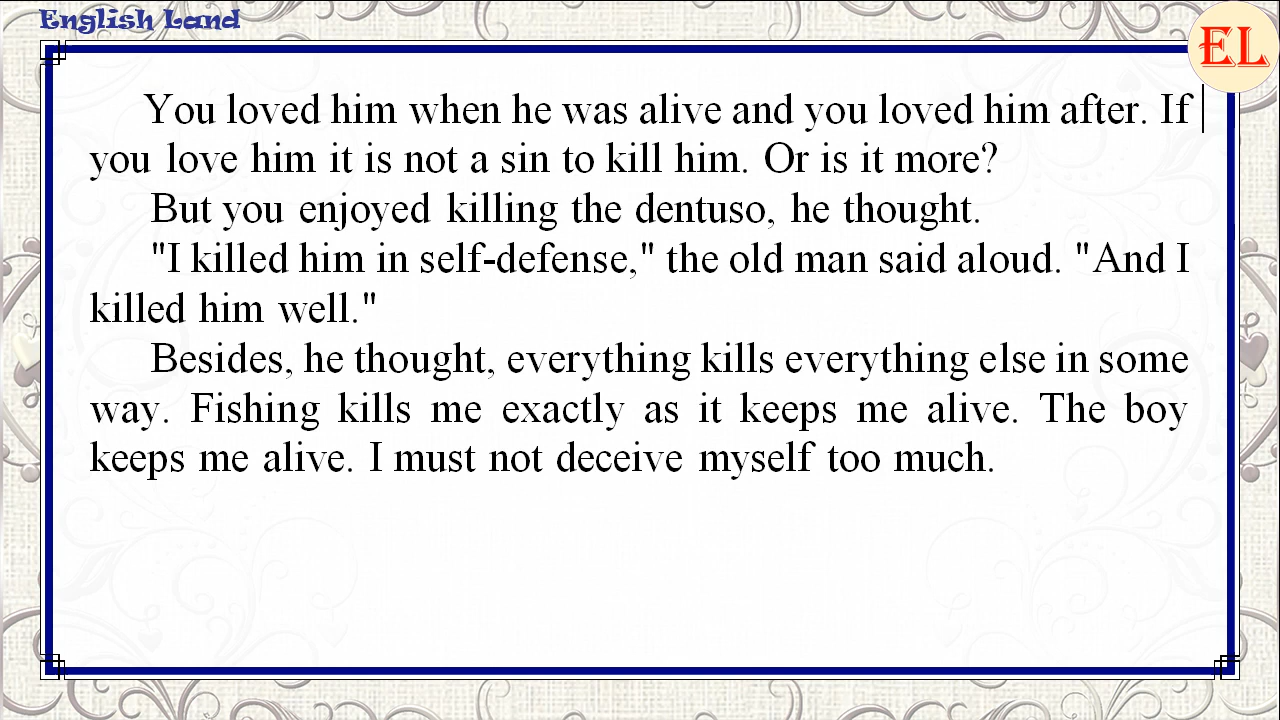 English Land
EL
You loved him when he was alive and you loved him after. If
you love him it is not a sin to kill him. Or is it more?
But you enjoyed killing the dentuso, he thought.
"I killed him in self-defense," the old man said aloud. "And I
killed him well."
Besides, he thought, everything kills everything else in some
way. Fishing kills me exactly as it keeps me alive. The boy
keeps me alive. I must not deceive myself too much.